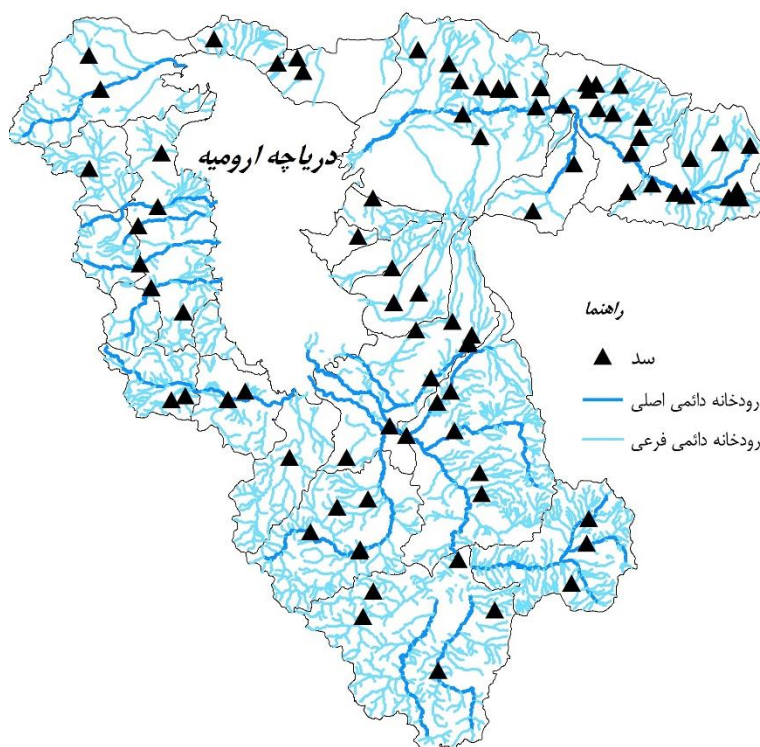 دریاچه ارومیه
راهنما
سد
رودخانه دائمی اصلی
رودخانه دائمی فرعی